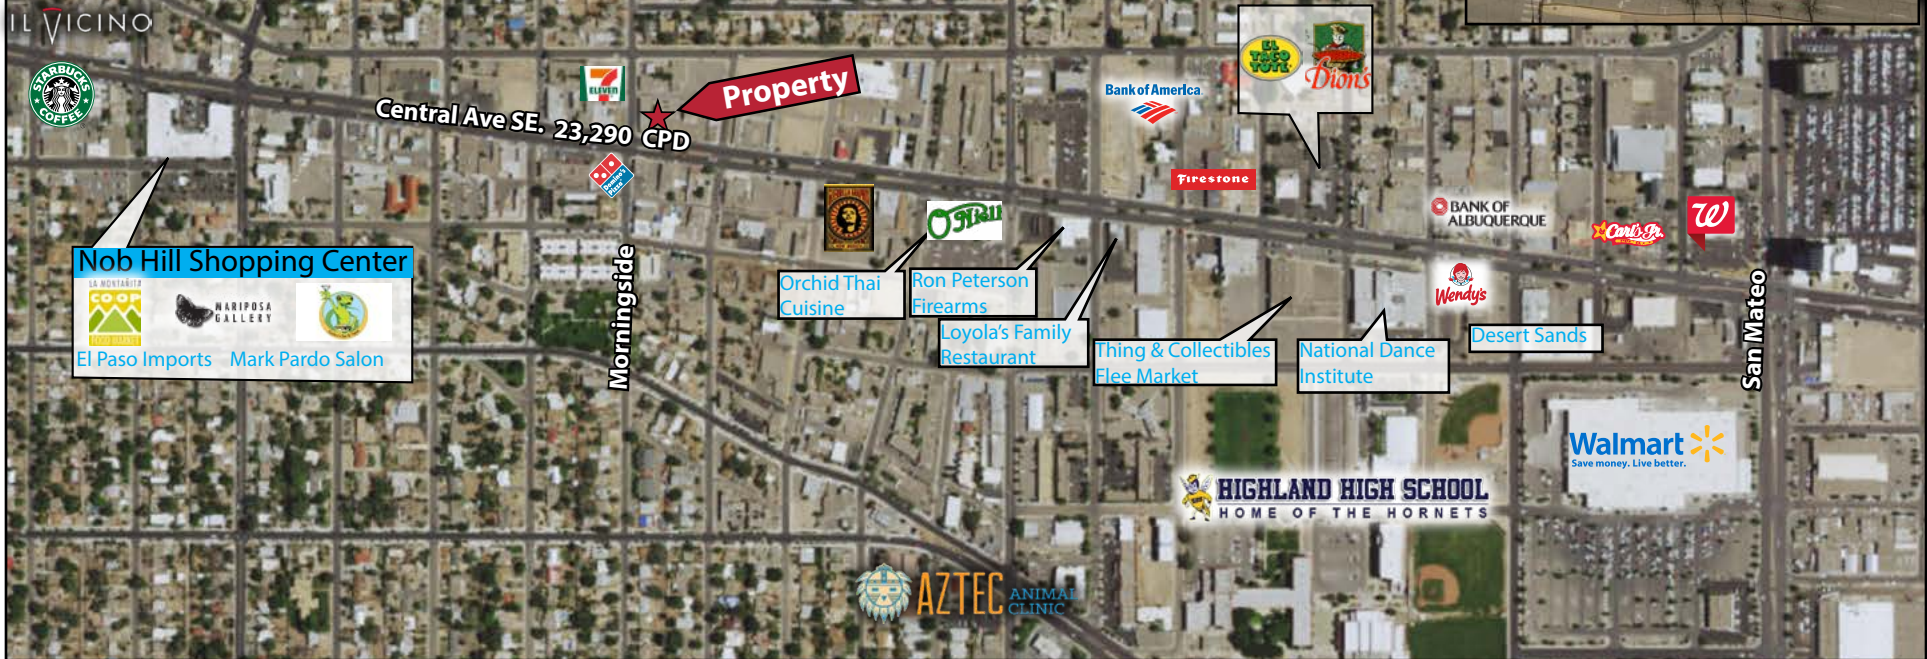 IL VICINO
STARBUCKS
COFFEE
7
ELEVEN
Property
Central Ave SE. 23,290 CPD
Domino's
Pizza
Bank of America
EL
TACO
TOTE
Dion's
Firestone
BANK OF
ALBUQUERQUE
Carl's Jr.
W
Nob Hill Shopping Center
LA MONTAÑITA
CO-OP
FOOD MARKET
MARIPOSA
GALLERY
El Paso Imports Mark Pardo Salon
Morningside
O'Niell
Orchid Thai
Cuisine
Ron Peterson
Firearms
Loyola's Family
Restaurant
Thing & Collectibles
Flee Market
National Dance
Institute
Wendy's
Desert Sands
San Mateo
Walmart
Save money. Live better.
HIGHLAND HIGH SCHOOL
HOME OF THE HORNETS
AZTEC ANIMAL
CLINIC